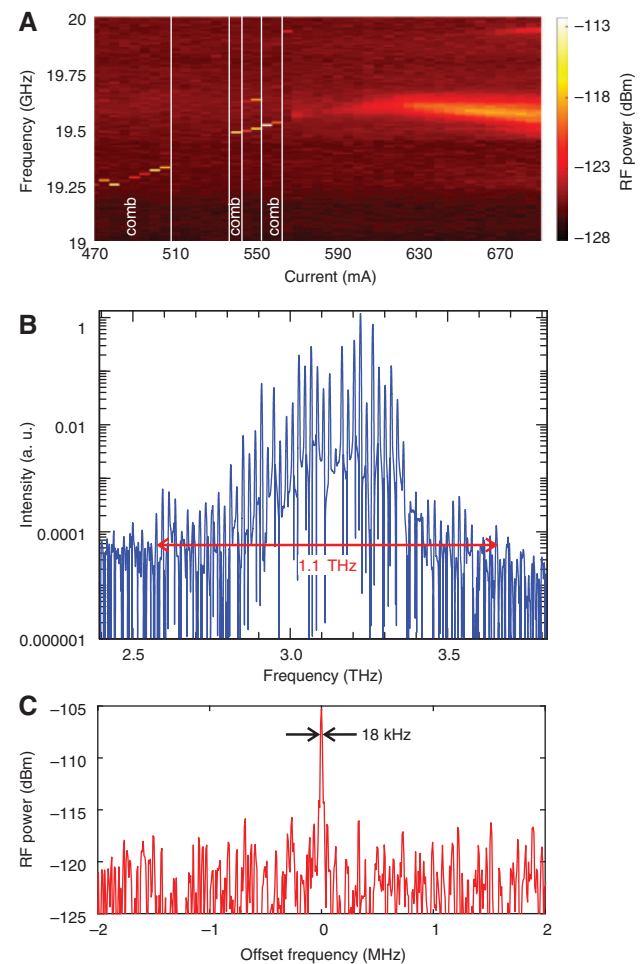 A
20
19.75
19.5
19.25
19
Frequency (GHz)
comb
comb
comb
470
510
550
590
630
670
Current (mA)
−113
−118
−123
−128
RF power (dBm)
B
1
0.01
0.0001
0.000001
Intensity (a. u.)
1.1 THz
2.5
3.0
3.5
Frequency (THz)
C
−105
−110
−115
−120
−125
RF power (dBm)
18 kHz
−2
−1
0
1
2
Offset frequency (MHz)